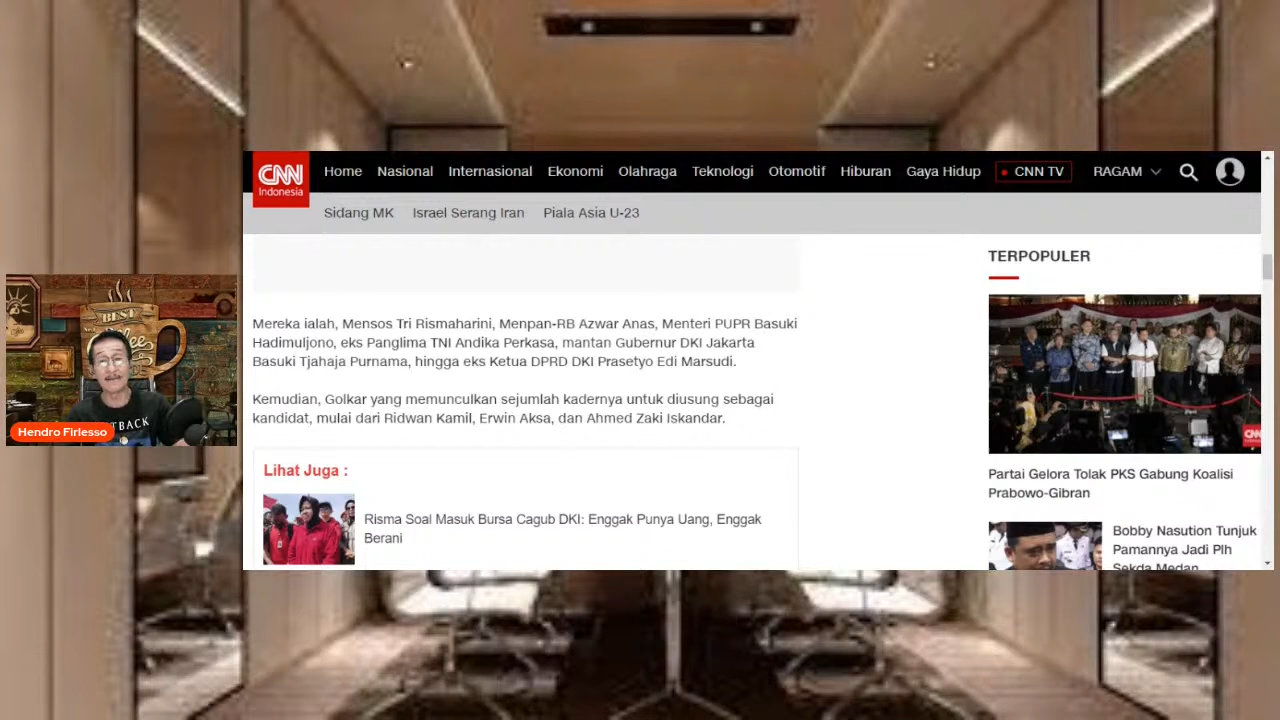 CNN
Indonesia
Home Nasional Internasional Ekonomi Olahraga Teknologi Otomotif Hiburan Gaya Hidup CNN TV RAGAM
Sidang MK Israel Serang Iran Piala Asia U-23
Mereka ialah, Mensos Tri Rismaharini, Menpan-RB Azwar Anas, Menteri PUPR Basuki
Hadimuljono, eks Panglima TNI Andika Perkasa, mantan Gubernur DKI Jakarta
Basuki Tjahaja Purnama, hingga eks Ketua DPRD DKI Prasetyo Edi Marsudi.
Kemudian, Golkar yang memunculkan sejumlah kadernya untuk diusung sebagai
kandidat, mulai dari Ridwan Kamil, Erwin Aksa, dan Ahmed Zaki Iskandar.
Lihat Juga :
Risma Soal Masuk Bursa Cagub DKI: Enggak Punya Uang, Enggak
Berani
TERPOPULER
Partai Gelora Tolak PKS Gabung Koalisi
Prabowo-Gibran
Bobby Nasution Tunjuk
Pamannya Jadi Plh
Sekda Medan
BEST
Coffee
TBACK
Hendro Firlesso